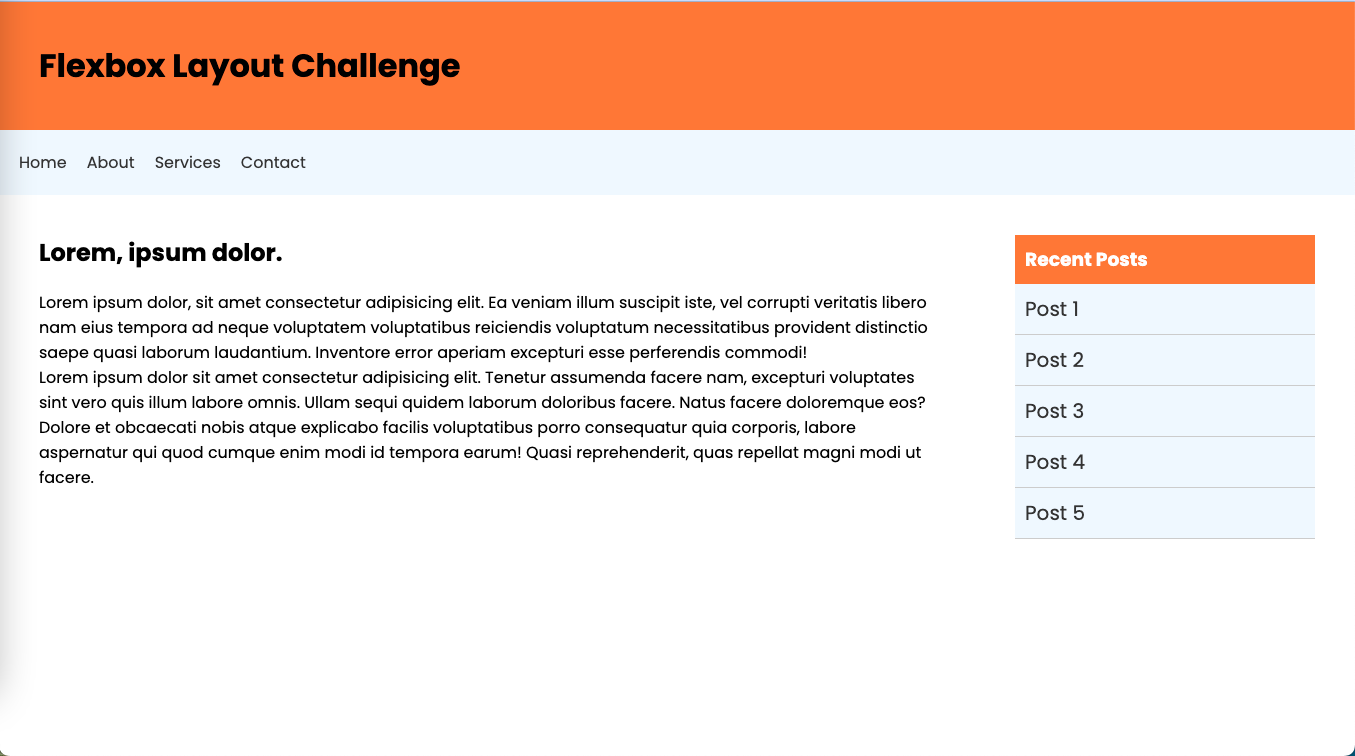 Flexbox Layout Challenge
Home About Services Contact
Lorem, ipsum dolor.
Lorem ipsum dolor, sit amet consectetur adipisicing elit. Ea veniam illum suscipit iste, vel corrupti veritatis libero
nam eius tempora ad neque voluptatem voluptatibus reiciendis voluptatum necessitatibus provident distinctio
saepe quasi laborum laudantium. Inventore error aperiam excepturi esse perferendis commodi!
Lorem ipsum dolor sit amet consectetur adipisicing elit. Tenetur assumenda facere nam, excepturi voluptates
sint vero quis illum labore omnis. Ullam sequi quidem laborum doloribus facere. Natus facere doloremque eos?
Dolore et obcaecati nobis atque explicabo facilis voluptatibus porro consequatur quia corporis, labore
aspernatur qui quod cumque enim modi id tempora earum! Quasi reprehenderit, quas repellat magni modi ut
facere.
Recent Posts
Post 1
Post 2
Post 3
Post 4
Post 5